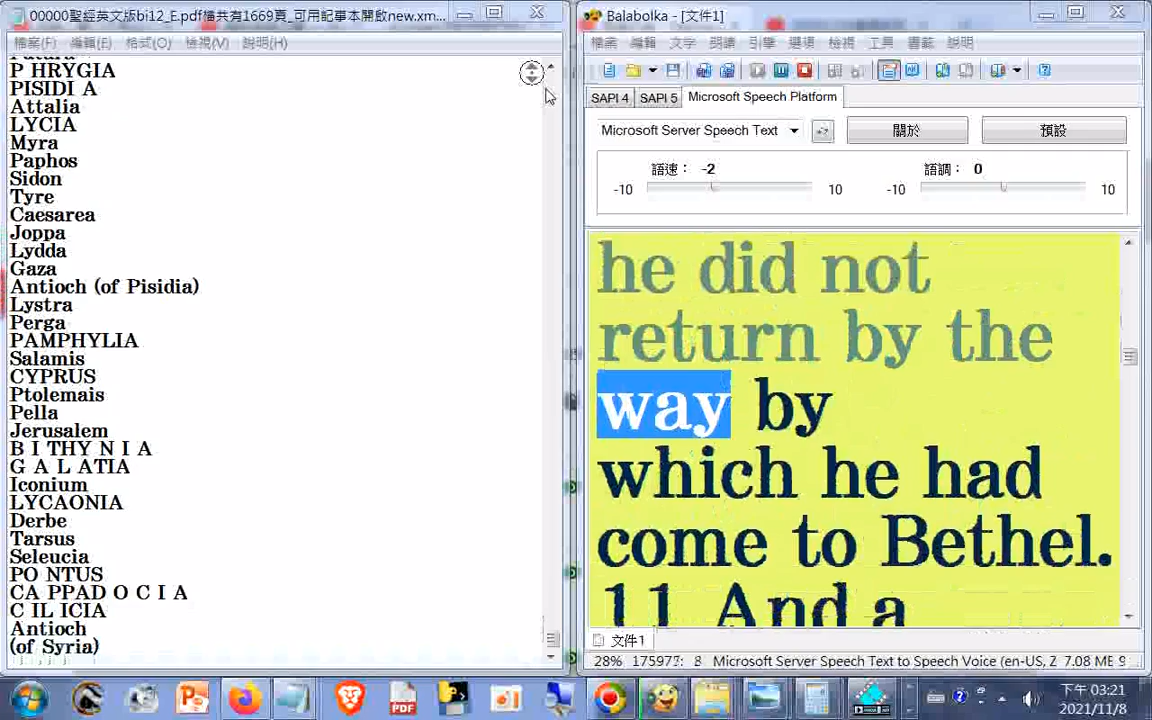 00000聖經英文版bi12_E.pdf檔共有1669頁_可用記事本開啟new.xm...
檔案(F) 編輯(E) 格式(O) 檢視(V) 說明(H)
P HRYGIA
PISIDI A
Attalia
LYCIA
Myra
Paphos
Sidon
Tyre
Caesarea
Joppa
Lydda
Gaza
Antioch (of Pisidia)
Lystra
Perga
PAMPHYLIA
Salamis
CYPRUS
Ptolemais
Pella
Jerusalem
B I THY N I A
G A L ATIA
Iconium
LYCAONIA
Derbe
Tarsus
Seleucia
PO NTUS
CA PPAD O C I A
C IL ICIA
Antioch
(of Syria)
Balabolka - [文件1]
檔案 編輯 文字 朗讀 引擎 選項 檢視 工具 書籤 說明
SAPI 4 SAPI 5 Microsoft Speech Platform
Microsoft Server Speech Text 關於 預設
語速： -2 語調： 0
-10 10 -10 10
he did not
return by the
way by
which he had
come to Bethel.
11 And a
文件1
28% 175977: 8 Microsoft Server Speech Text to Speech Voice (en-US, Z 7.08 MB 9
PDF
下午 03:21
2021/11/8